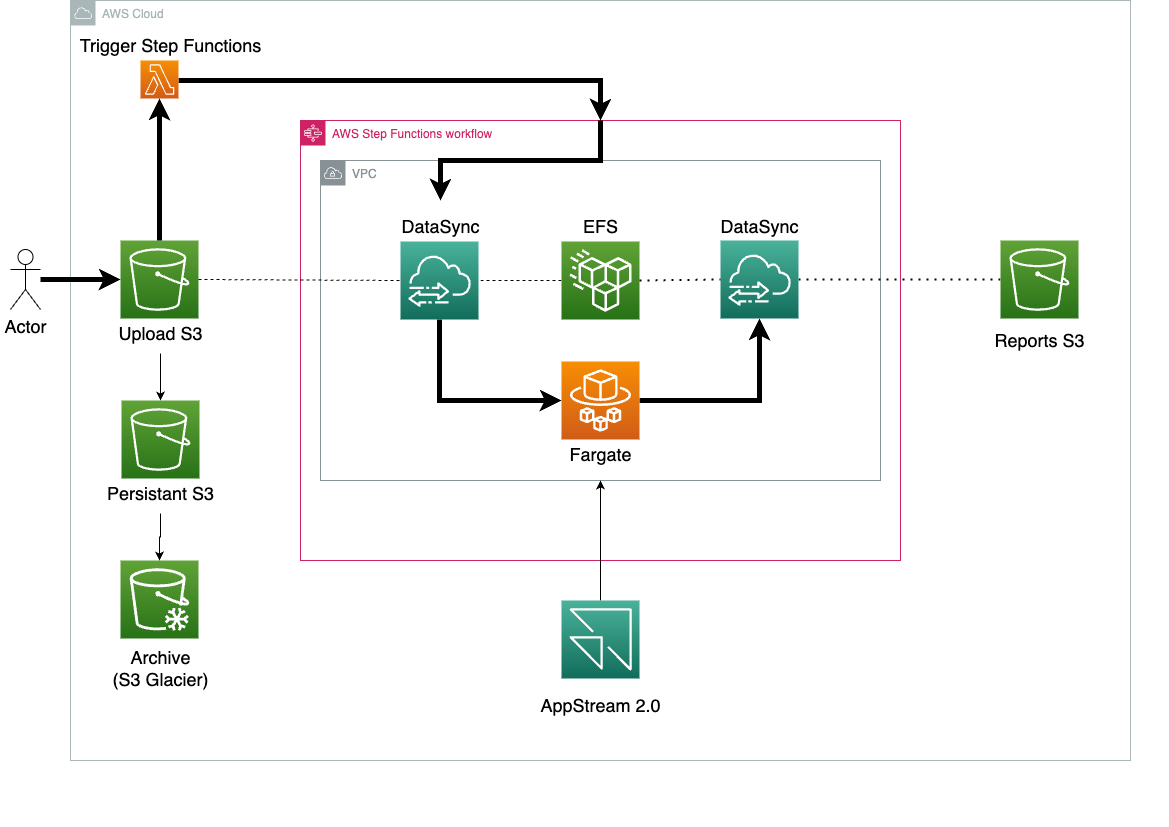 AWS Cloud
Trigger Step Functions
AWS Step Functions workflow
VPC
DataSync
EFS
DataSync
Actor
Upload S3
Reports S3
Fargate
Persistant S3
Archive
(S3 Glacier)
AppStream 2.0